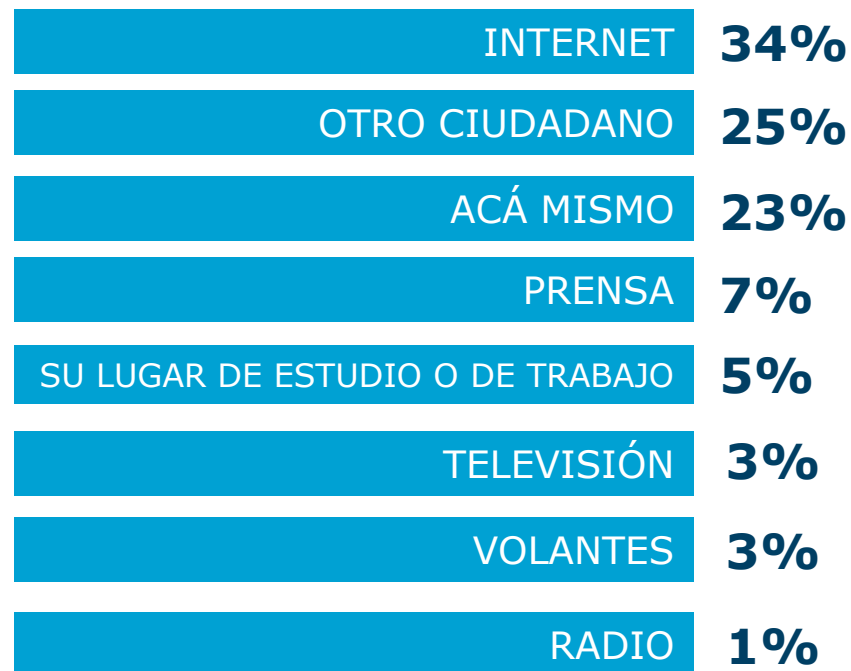 INTERNET 34%
OTRO CIUDADANO 25%
ACÁ MISMO 23%
PRENSA 7%
SU LUGAR DE ESTUDIO O DE TRABAJO 5%
TELEVISIÓN 3%
VOLANTES 3%
RADIO 1%